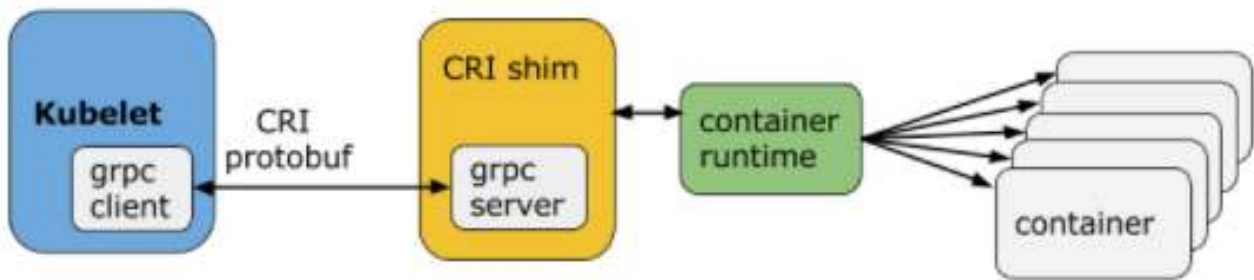 Kubelet
grpc
client
CRI
protobuf
CRI shim
grpc
server
container
runtime
container